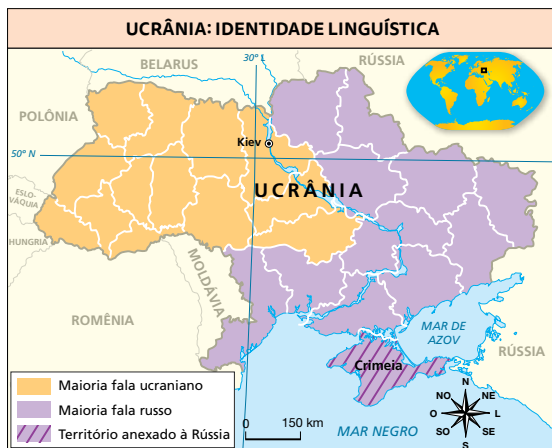 UCRÂNIA: IDENTIDADE LINGUÍSTICA
30° L
BELARUS
RÚSSIA
POLÔNIA
Kiev
50° N
UCRÂNIA
ESLO-
VÁQUIA
HUNGRIA
MOLDÁVIA
ROMÊNIA
MAR DE
AZOV
RÚSSIA
Crimeia
MAR NEGRO
Maioria fala ucraniano
Maioria fala russo
Território anexado à Rússia
0 150 km
N
NO NE
O L
SO SE
S